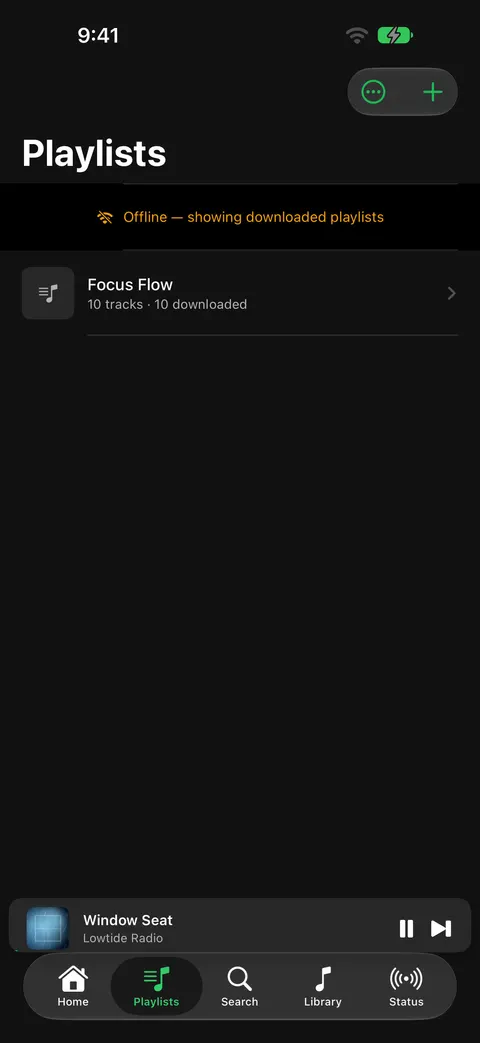 9:41
Playlists
Offline — showing downloaded playlists
Focus Flow
10 tracks · 10 downloaded
Window Seat
Lowtide Radio
Home
Playlists
Search
Library
Status